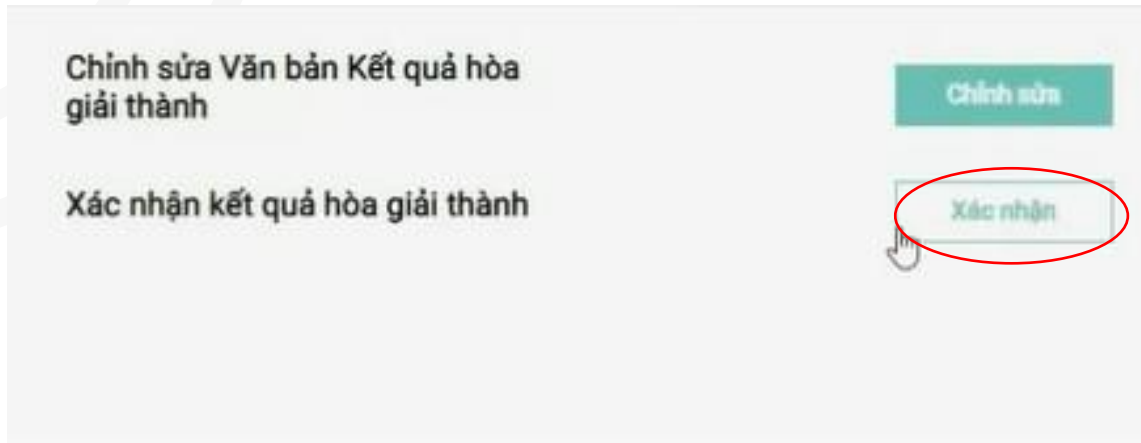 Chỉnh sửa Văn bản Kết quả hòa
giải thành
Chỉnh sửa
Xác nhận kết quả hòa giải thành
Xác nhận